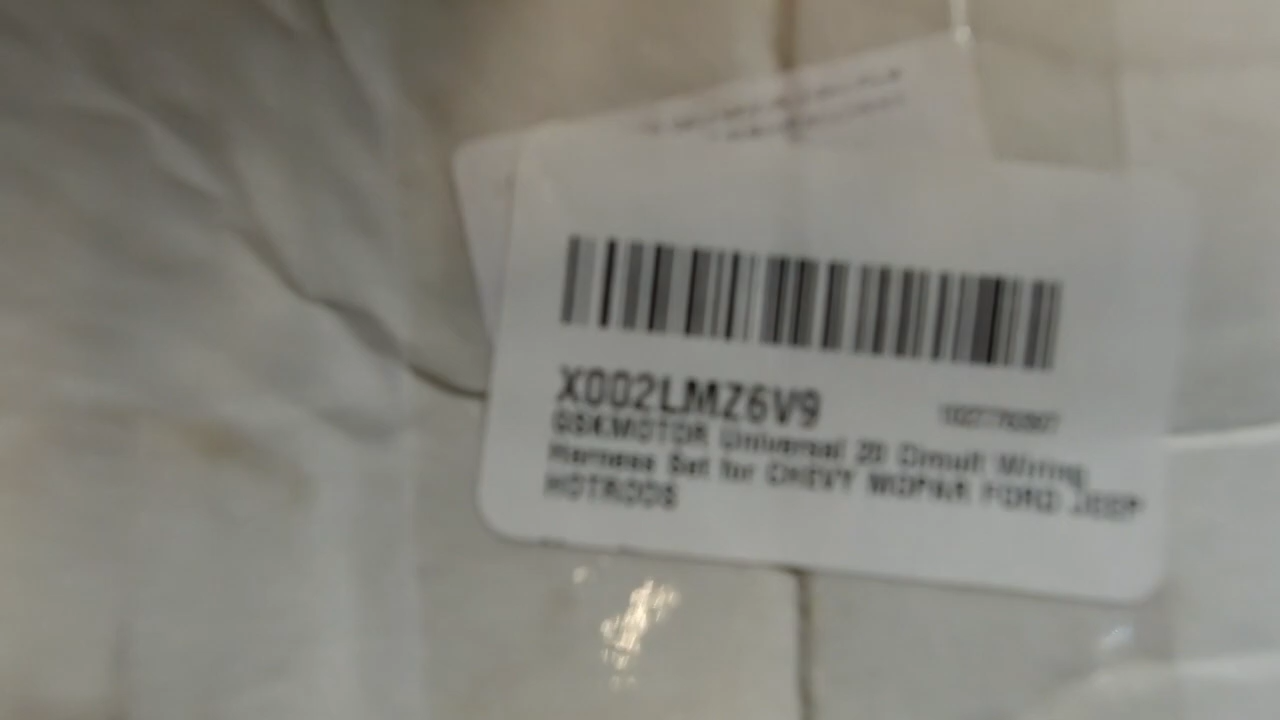 X002LMZ6V9
GSKMOTOR Universal 20 Circuit Wiring
Harness Set for CHEVY MOPAR FORD JEEP
HOTRODS